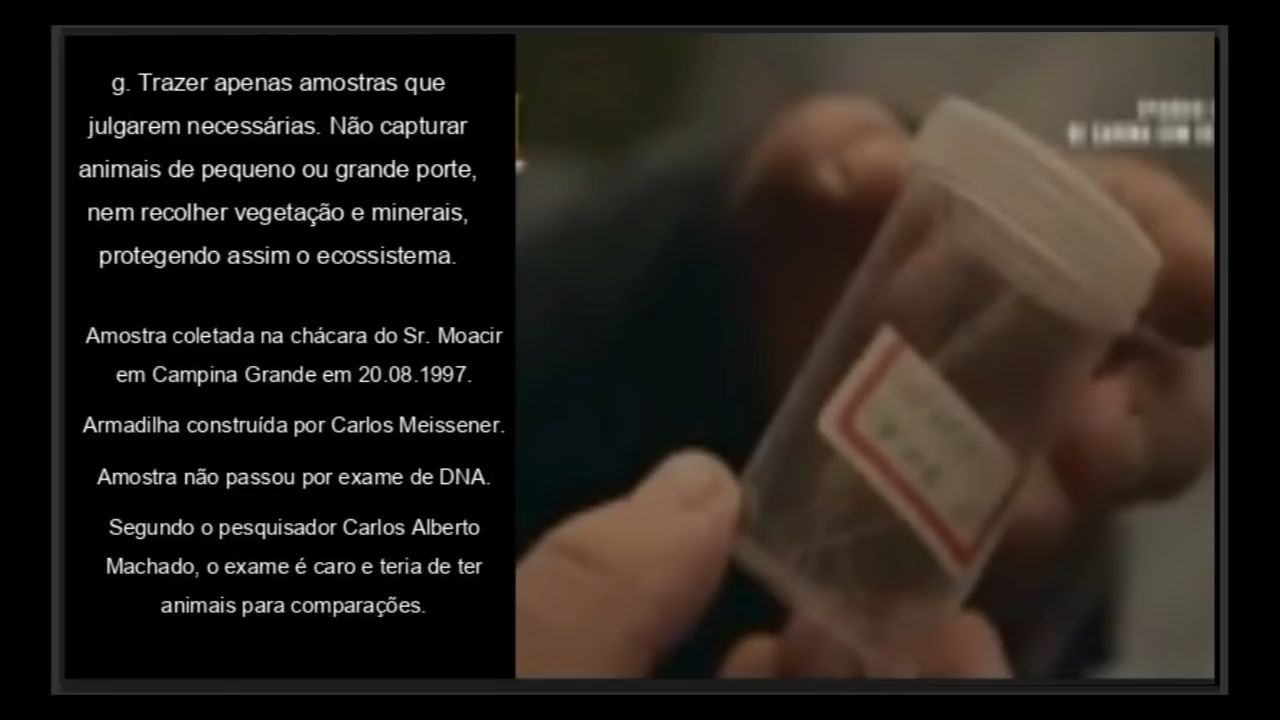 g. Trazer apenas amostras que
julgarem necessárias. Não capturar
animais de pequeno ou grande porte,
nem recolher vegetação e minerais,
protegendo assim o ecossistema.
Amostra coletada na chácara do Sr. Moacir
em Campina Grande em 20.08.1997.
Armadilha construída por Carlos Meissener.
Amostra não passou por exame de DNA.
Segundo o pesquisador Carlos Alberto
Machado, o exame é caro e teria de ter
animais para comparações.